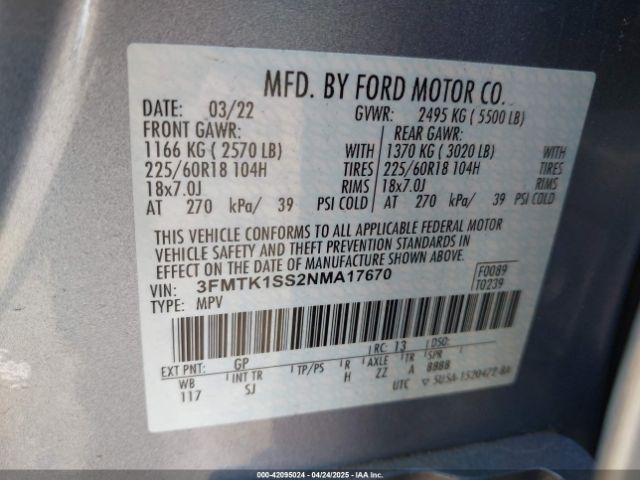 MFD. BY FORD MOTOR CO.
DATE: 03/22 GVWR: 2495 KG ( 5500 LB)
FRONT GAWR: REAR GAWR:
1166 KG ( 2570 LB) WITH 1370 KG ( 3020 LB) WITH
225/60R18 104H TIRES 225/60R18 104H TIRES
18x7.0J RIMS 18x7.0J RIMS
AT 270 kPa/ 39 PSI COLD AT 270 kPa/ 39 PSI COLD
THIS VEHICLE CONFORMS TO ALL APPLICABLE FEDERAL MOTOR
VEHICLE SAFETY AND THEFT PREVENTION STANDARDS IN
EFFECT ON THE DATE OF MANUFACTURE SHOWN ABOVE.
VIN: 3FMTK1SS2NMA17670 F0089
TYPE: MPV T0239
EXT PNT: GP RC: 13 DSO:
WB INT TR TP/PS R AXLE TR SPR
117 SJ H ZZ A 8888
UTC
000-42095024 - 04/24/2025 - IAA Inc.